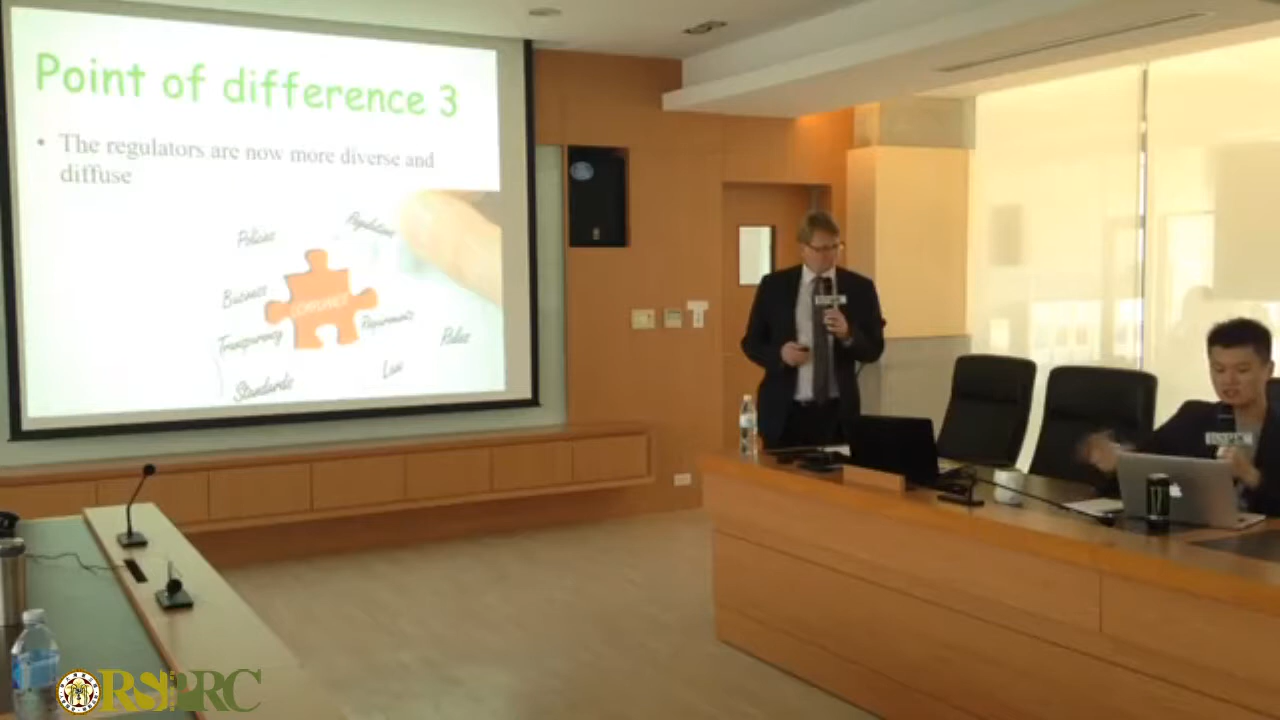 Point of difference 3
• The regulators are now more diverse and
diffuse
Policies
Regulations
Business
COMPLIANCE
Transparency
Requirements
Rules
Law
Standards
RSPRC